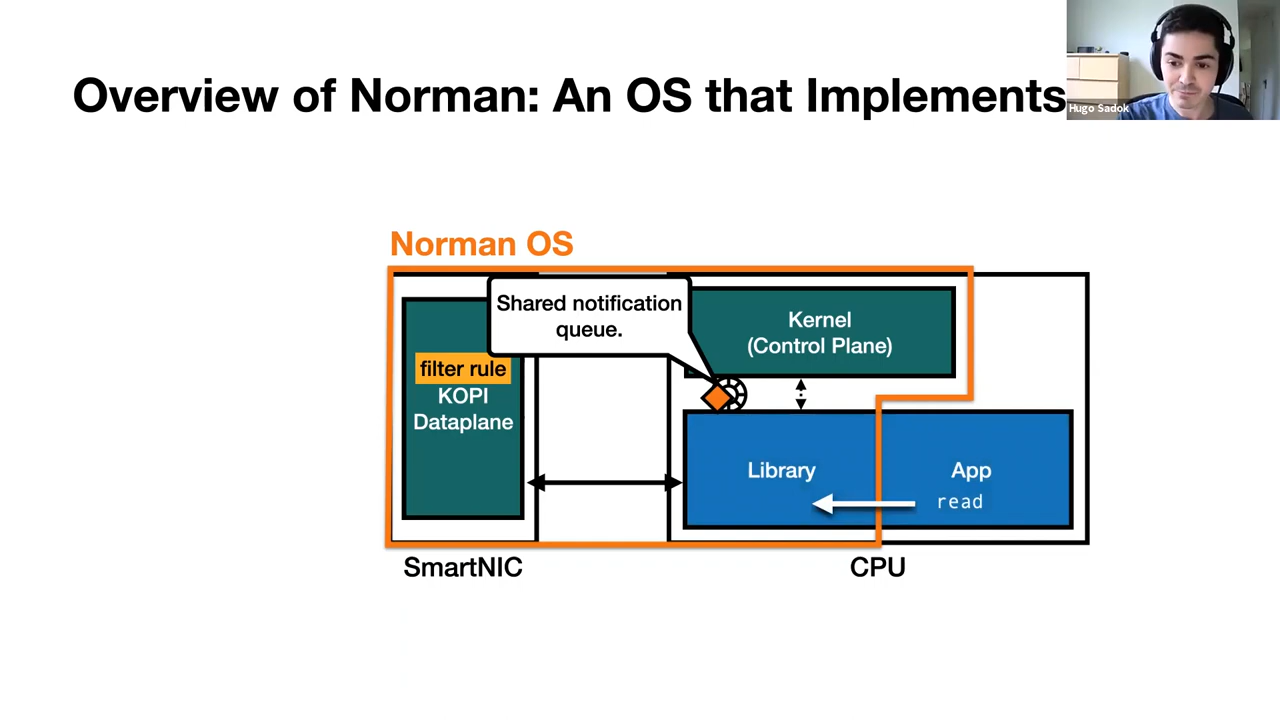 Overview of Norman: An OS that Implements
Hugo Sadok
Norman OS
Shared notification
queue.
Kernel
(Control Plane)
filter rule
KOPI
Dataplane
Library
App
read
SmartNIC
CPU